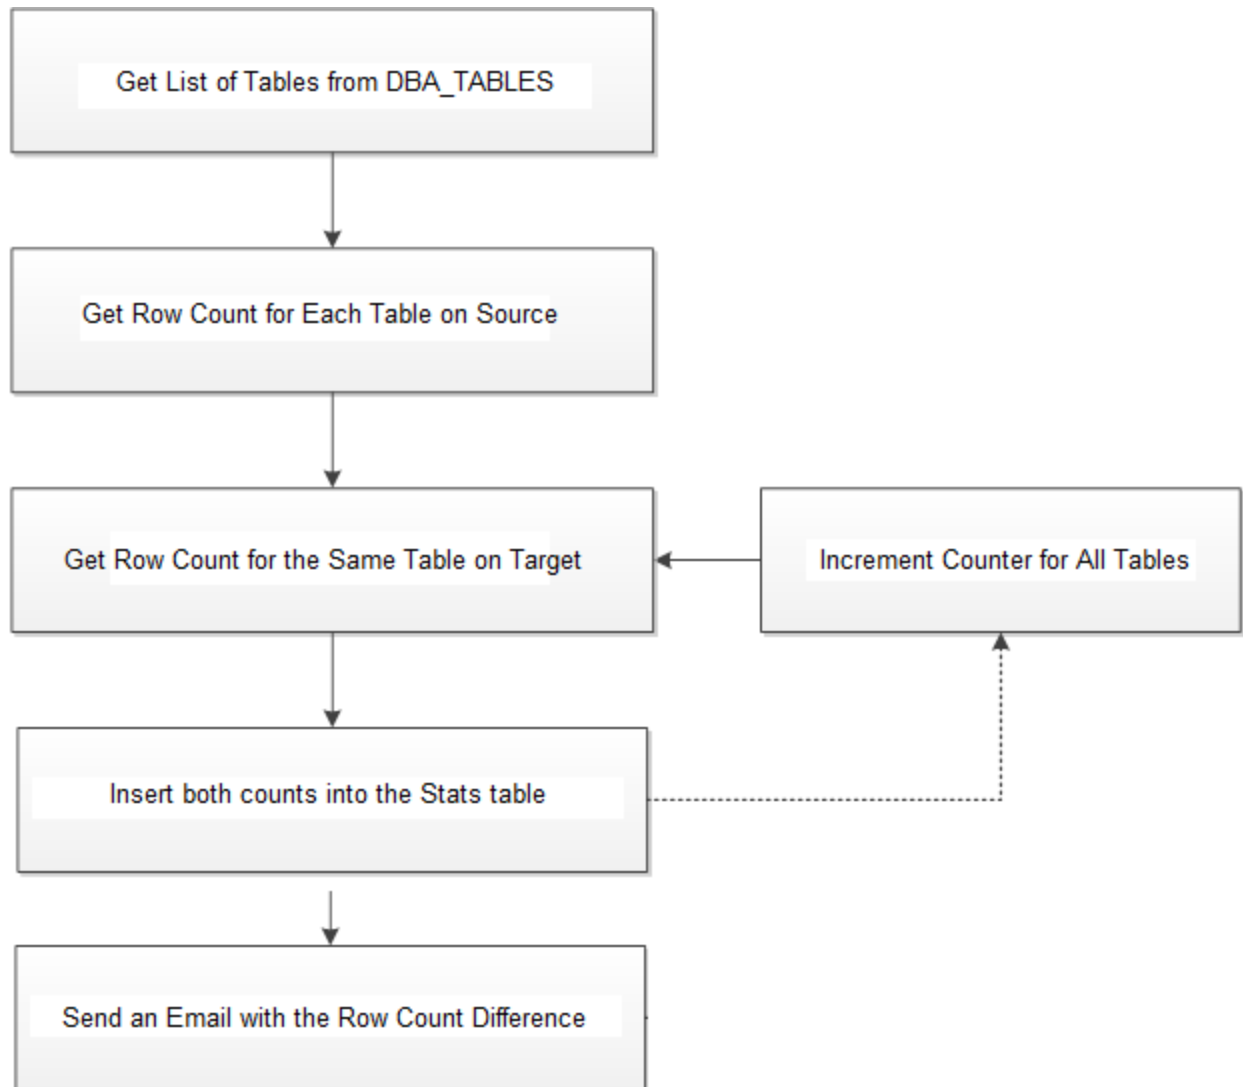 Get List of Tables from DBA_TABLES
Get Row Count for Each Table on Source
Get Row Count for the Same Table on Target
Increment Counter for All Tables
Insert both counts into the Stats table
Send an Email with the Row Count Difference